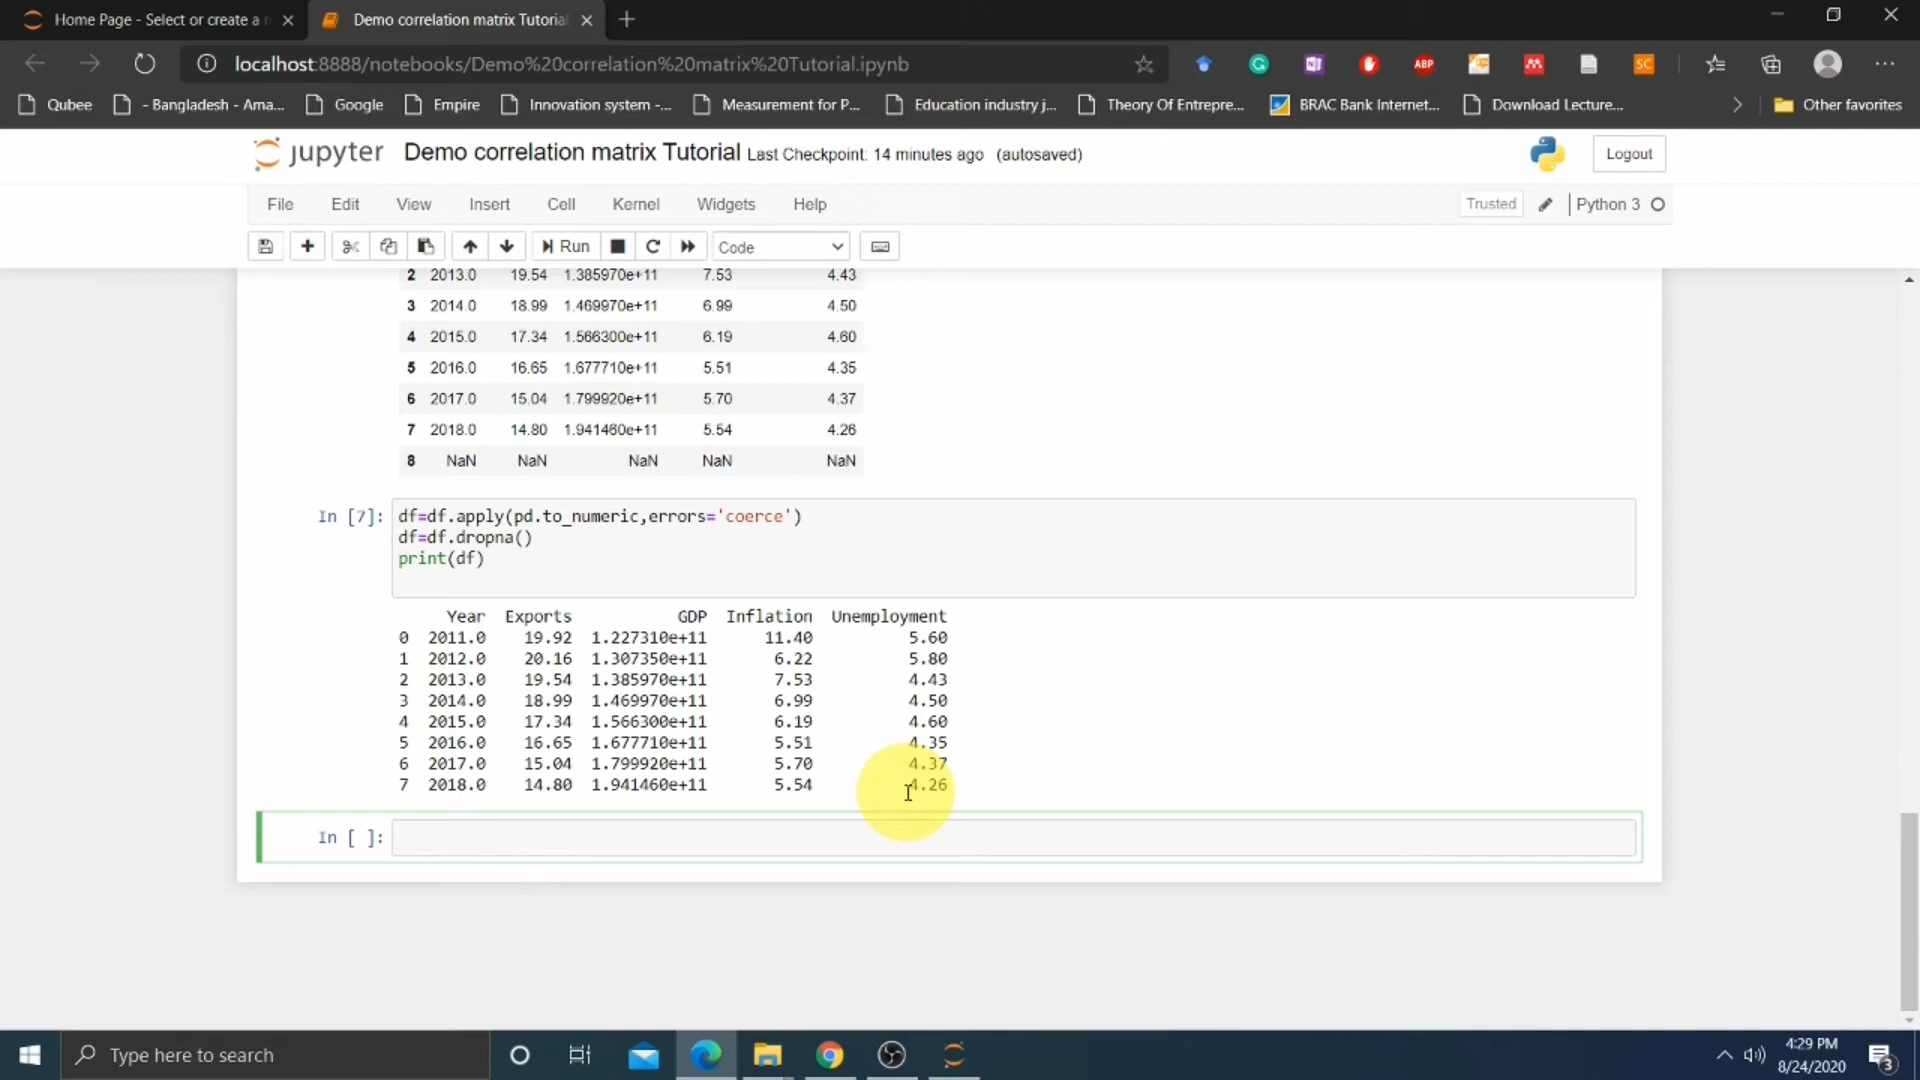 Home Page - Select or create a n
Demo correlation matrix Tutorial
localhost:8888/notebooks/Demo%20correlation%20matrix%20Tutorial.ipynb
ABP
SC
Qubee
- Bangladesh - Ama...
Google
Empire
Innovation system -...
Measurement for P...
Education industry j...
Theory Of Entrepre...
BRAC Bank Internet...
Download Lecture...
Other favorites
jupyter Demo correlation matrix Tutorial Last Checkpoint: 14 minutes ago (autosaved)
Logout
File Edit View Insert Cell Kernel Widgets Help
Trusted
Python 3
Run
Code
2 2013.0 19.54 1.385970e+11 7.53 4.43
3 2014.0 18.99 1.469970e+11 6.99 4.50
4 2015.0 17.34 1.566300e+11 6.19 4.60
5 2016.0 16.65 1.677710e+11 5.51 4.35
6 2017.0 15.04 1.799920e+11 5.70 4.37
7 2018.0 14.80 1.941460e+11 5.54 4.26
8 NaN NaN NaN NaN NaN
In [7]: df=df.apply(pd.to_numeric,errors='coerce')
df=df.dropna()
print(df)
Year Exports GDP Inflation Unemployment
0 2011.0 19.92 1.227310e+11 11.40 5.60
1 2012.0 20.16 1.307350e+11 6.22 5.80
2 2013.0 19.54 1.385970e+11 7.53 4.43
3 2014.0 18.99 1.469970e+11 6.99 4.50
4 2015.0 17.34 1.566300e+11 6.19 4.60
5 2016.0 16.65 1.677710e+11 5.51 4.35
6 2017.0 15.04 1.799920e+11 5.70 4.37
7 2018.0 14.80 1.941460e+11 5.54 4.26
In [ ]:
Type here to search
4:29 PM
8/24/2020
3